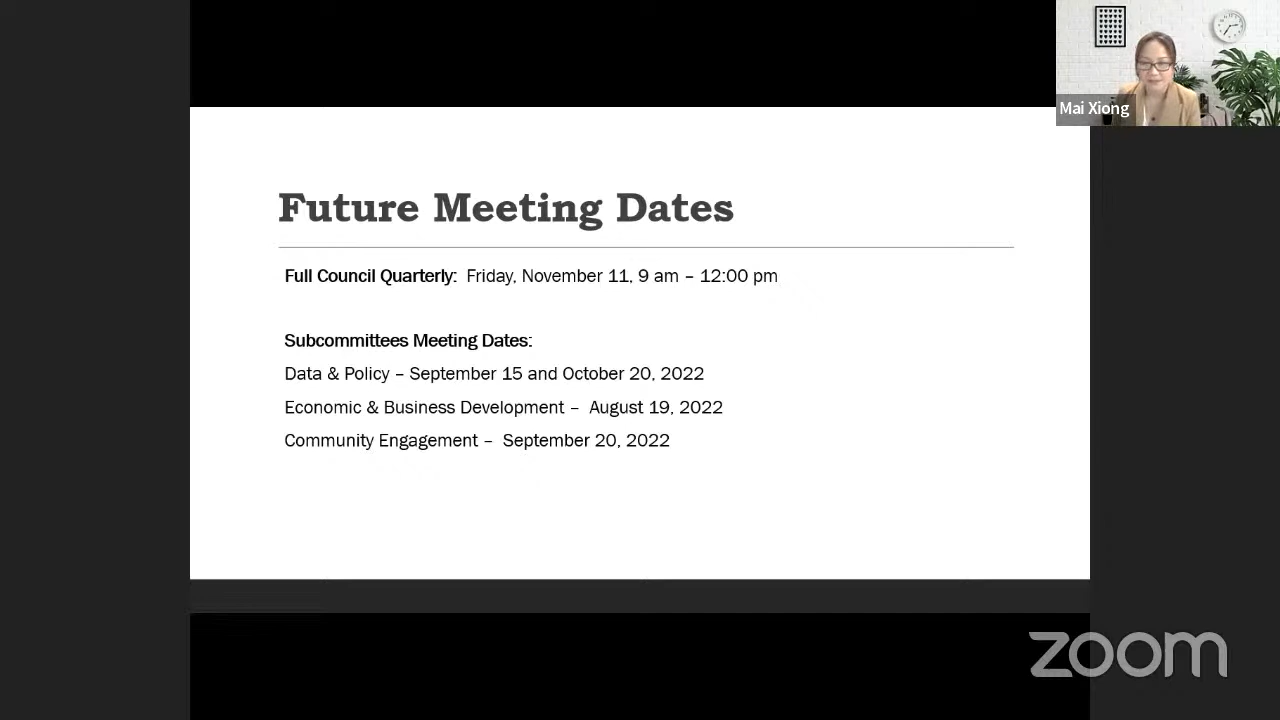 Mai Xiong
Future Meeting Dates
Full Council Quarterly: Friday, November 11, 9 am – 12:00 pm
Subcommittees Meeting Dates:
Data & Policy – September 15 and October 20, 2022
Economic & Business Development – August 19, 2022
Community Engagement – September 20, 2022
zoom